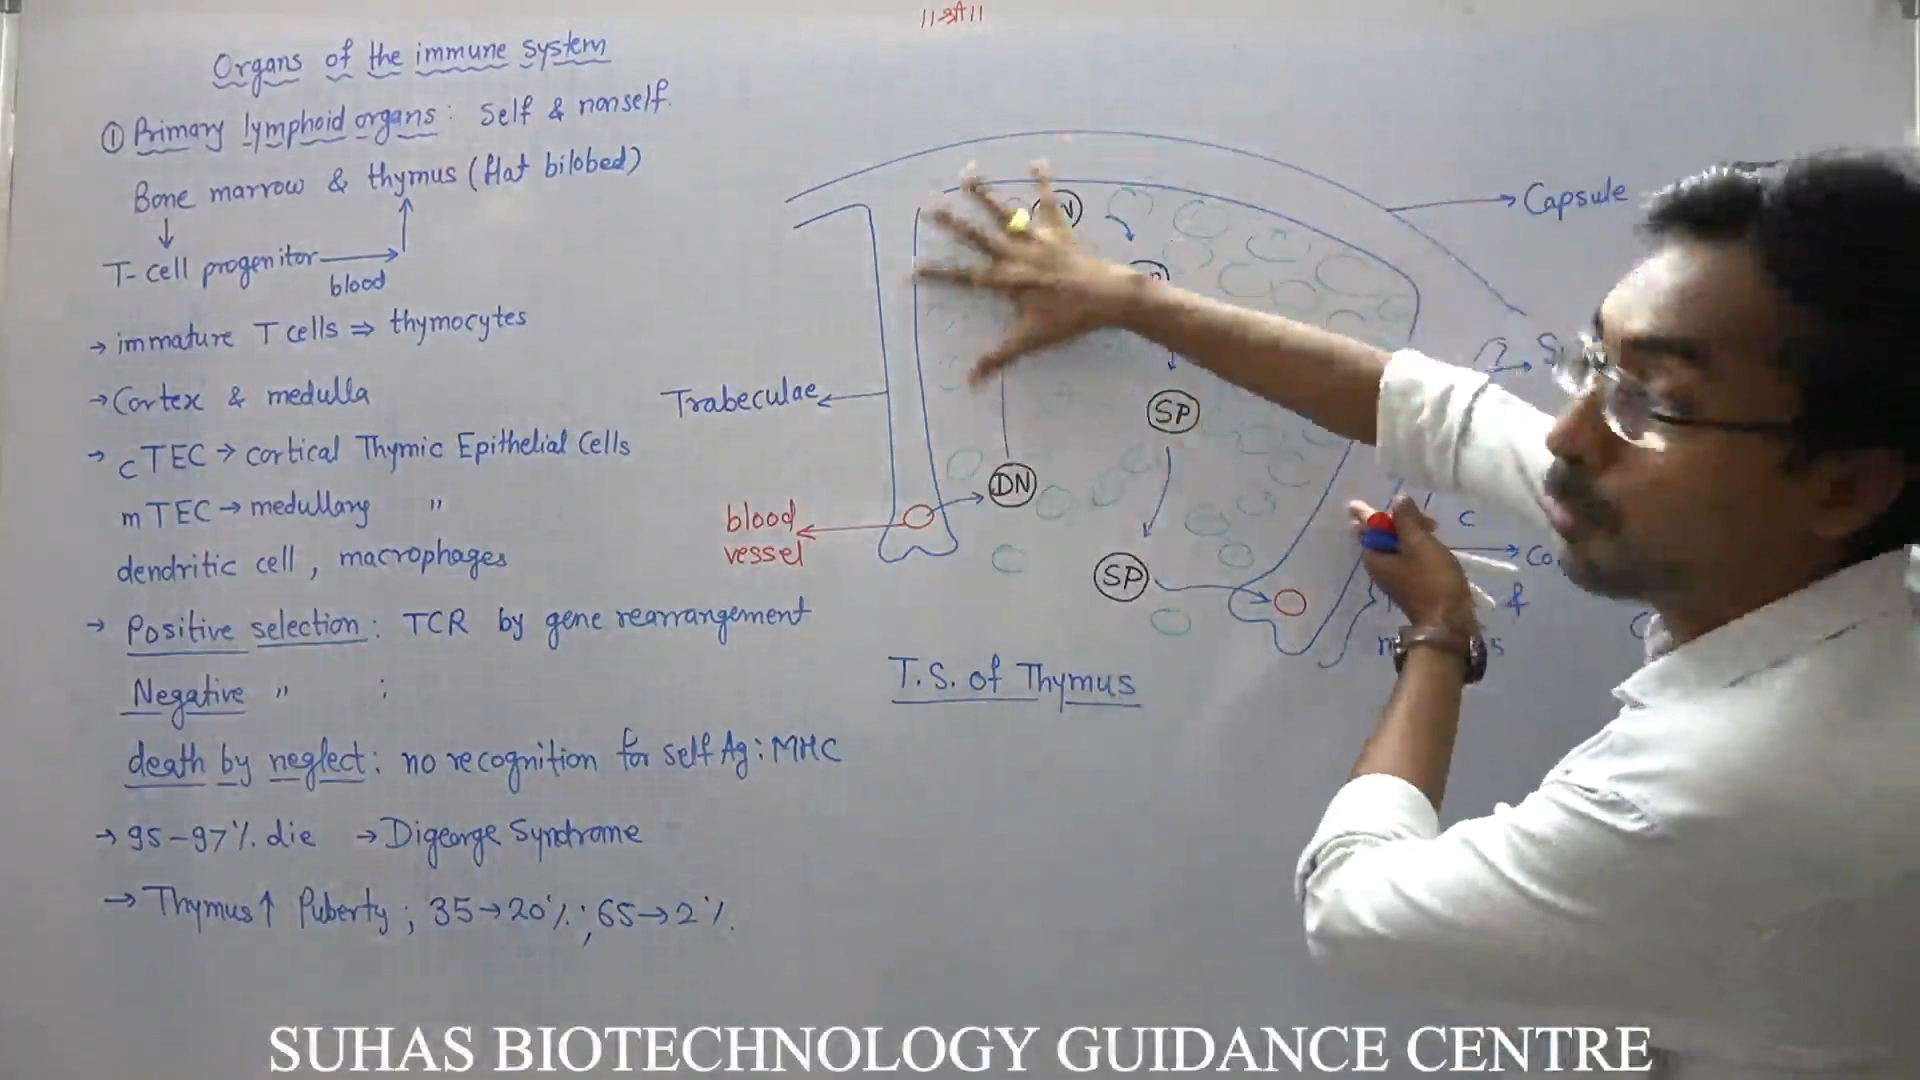 ॥श्री॥
Organs of the immune system
① Primary lymphoid organs : Self & nonself.
Bone marrow & thymus (flat bilobed)
T-cell progenitor
blood
→ immature T cells ⇒ thymocytes
→ Cortex & medulla
→ cTEC → cortical Thymic Epithelial Cells
mTEC → medullary "
dendritic cell, macrophages
→ Positive selection : TCR by gene rearrangement
Negative " :
death by neglect : no recognition for self Ag : MHC
→ 95-97% die → Digeorge Syndrome
→ Thymus ↑ Puberty ; 35 → 20% ; 65 → 2%.
Capsule
Trabeculae
SP
DN
blood
vessel
SP
C
&
T.S. of Thymus
SUHAS BIOTECHNOLOGY GUIDANCE CENTRE